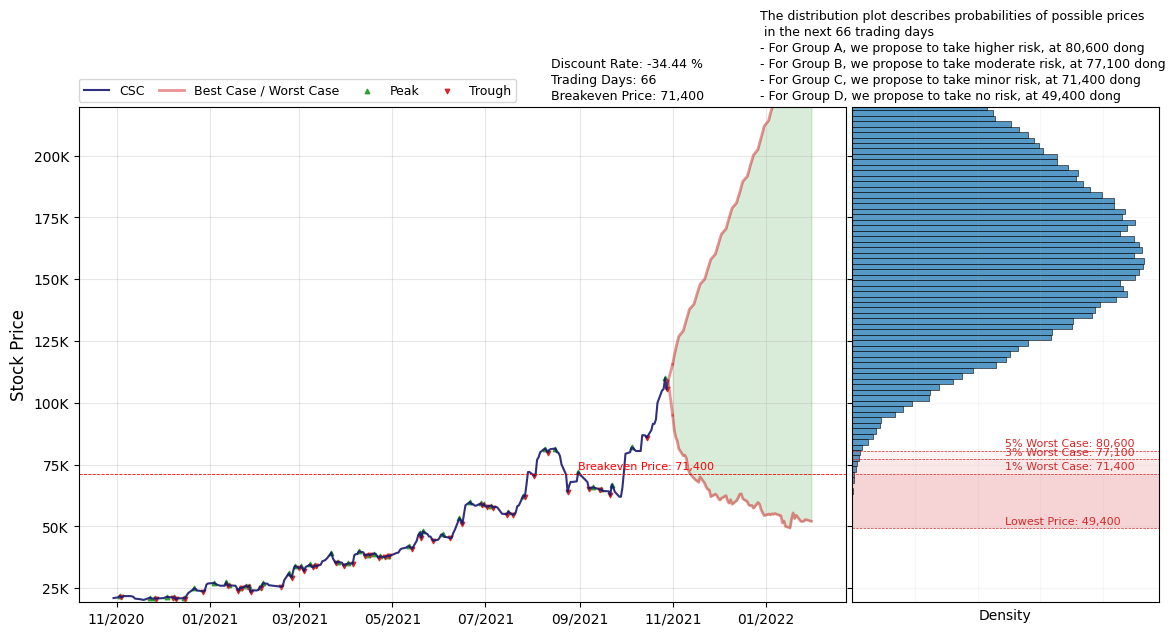 The distribution plot describes probabilities of possible prices
in the next 66 trading days
- For Group A, we propose to take higher risk, at 80,600 dong
- For Group B, we propose to take moderate risk, at 77,100 dong
- For Group C, we propose to take minor risk, at 71,400 dong
- For Group D, we propose to take no risk, at 49,400 dong
Discount Rate: -34.44 %
Trading Days: 66
Breakeven Price: 71,400
CSC
Best Case / Worst Case
Peak
Trough
Stock Price
200K
175K
150K
125K
100K
75K
50K
25K
Breakeven Price: 71,400
11/2020
01/2021
03/2021
05/2021
07/2021
09/2021
11/2021
01/2022
5% Worst Case: 80,600
3% Worst Case: 77,100
1% Worst Case: 71,400
Lowest Price: 49,400
Density